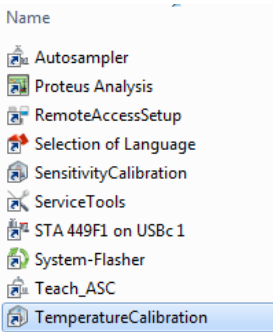 Name
Autosampler
Proteus Analysis
RemoteAccessSetup
Selection of Language
SensitivityCalibration
ServiceTools
STA 449F1 on USBc 1
System-Flasher
Teach_ASC
TemperatureCalibration